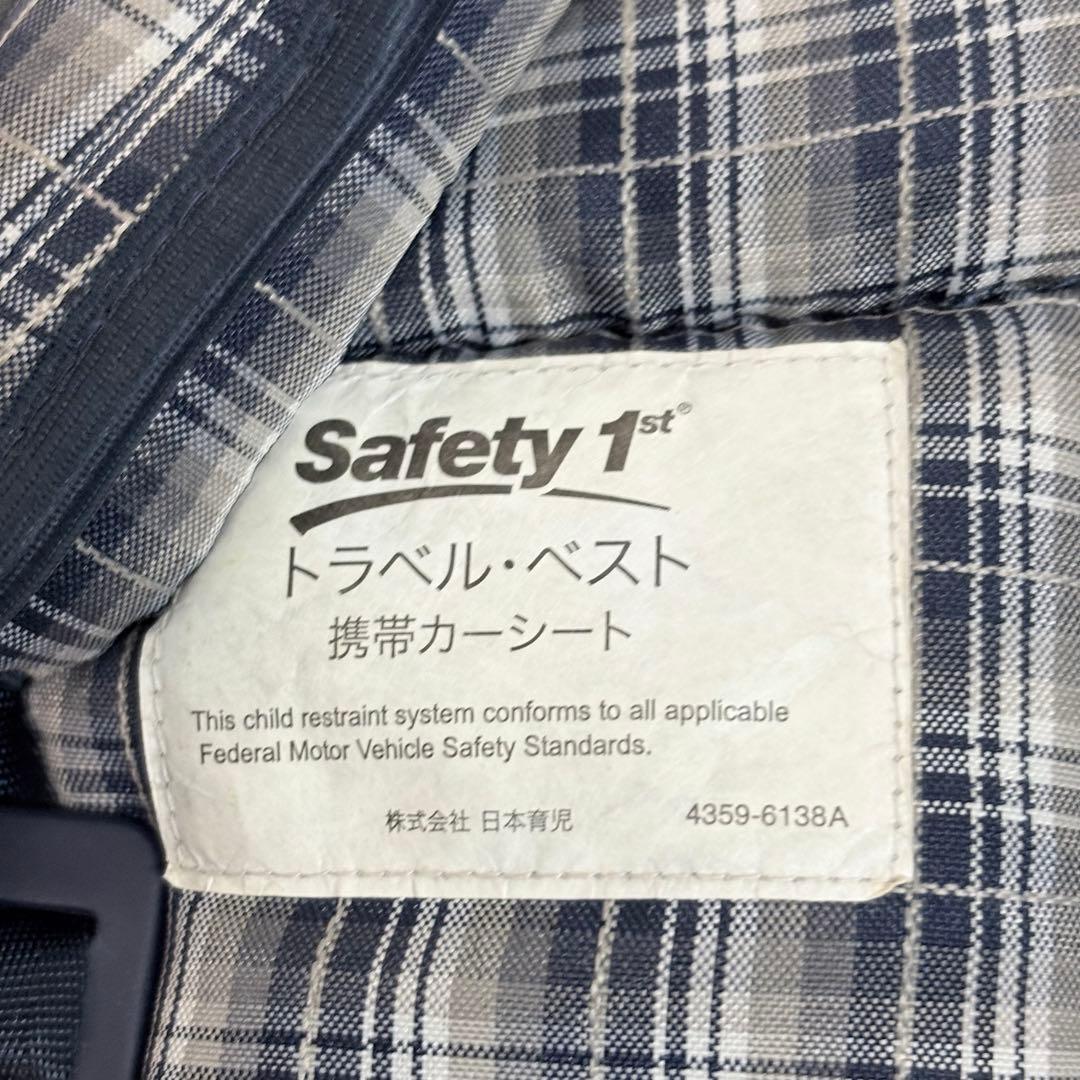 Safety 1st®
トラベル・ベスト
携帯カーシート
This child restraint system conforms to all applicable
Federal Motor Vehicle Safety Standards.
株式会社 日本育児 4359-6138A